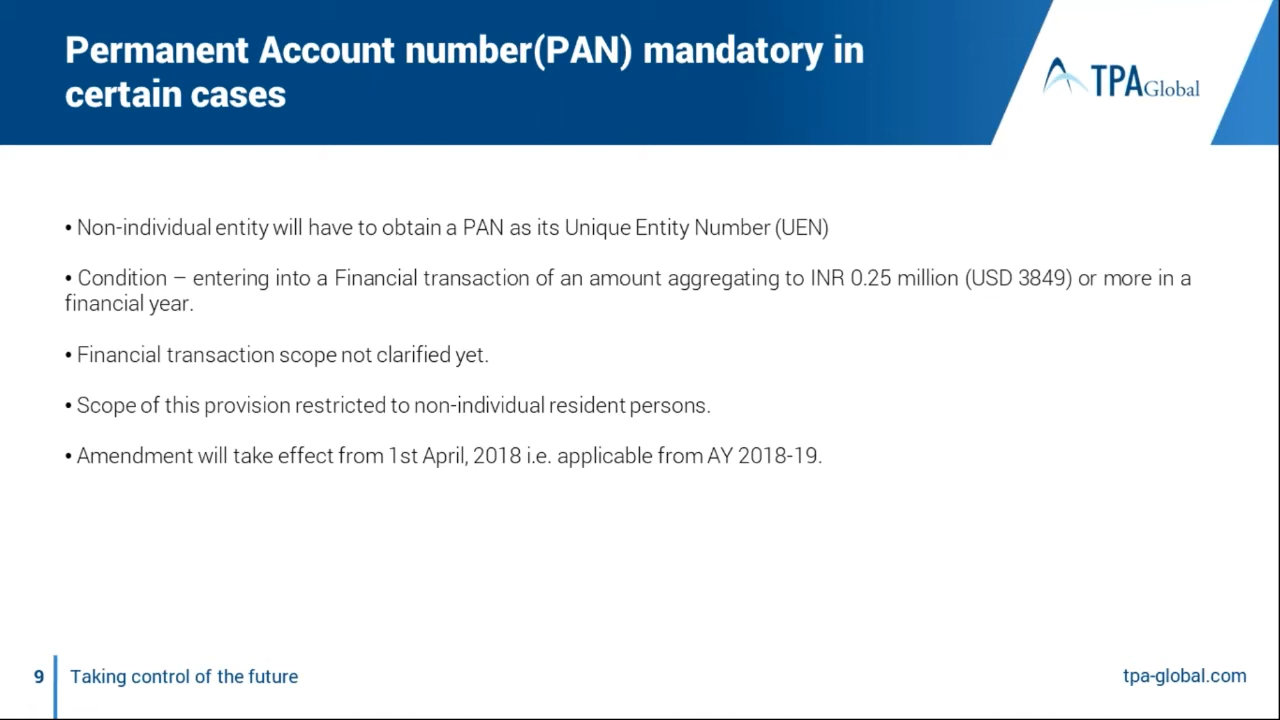 Permanent Account number(PAN) mandatory in
certain cases
TPA Global
• Non-individual entity will have to obtain a PAN as its Unique Entity Number (UEN)
• Condition – entering into a Financial transaction of an amount aggregating to INR 0.25 million (USD 3849) or more in a
financial year.
• Financial transaction scope not clarified yet.
• Scope of this provision restricted to non-individual resident persons.
• Amendment will take effect from 1st April, 2018 i.e. applicable from AY 2018-19.
9 Taking control of the future
tpa-global.com